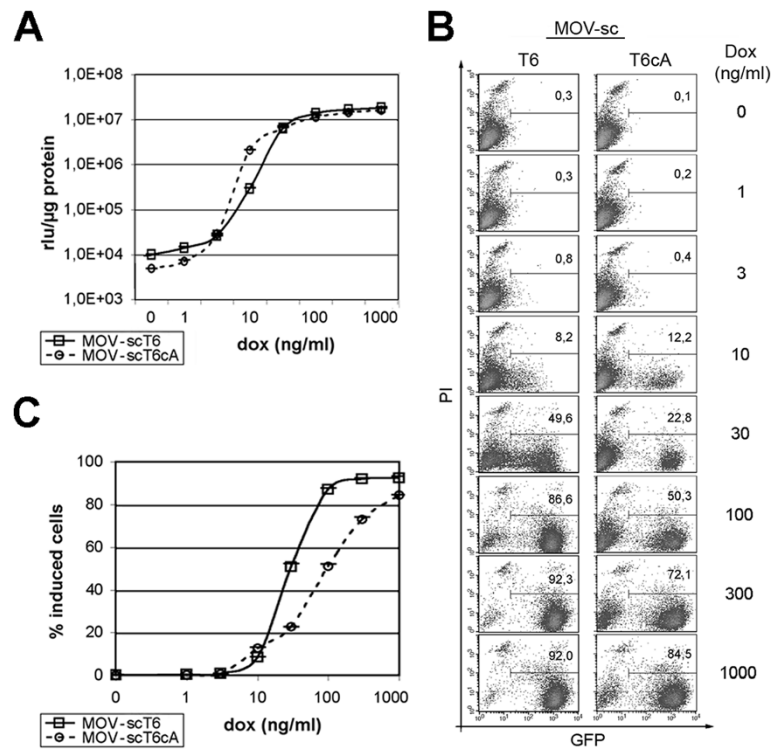 A
1,0E+08
1,0E+07
1,0E+06
1,0E+05
1,0E+04
1,0E+03
rlu/µg protein
0 1 10 100 1000
dox (ng/ml)
MOV-scT6
MOV-scT6cA
B
MOV-sc
T6 T6cA
Dox
(ng/ml)
0,3 0,1 0
0,3 0,2 1
0,8 0,4 3
8,2 12,2 10
49,6 22,8 30
86,6 50,3 100
92,3 72,1 300
92,0 84,5 1000
PI
GFP
C
100
80
60
40
20
0
% induced cells
0 1 10 100 1000
dox (ng/ml)
MOV-scT6
MOV-scT6cA